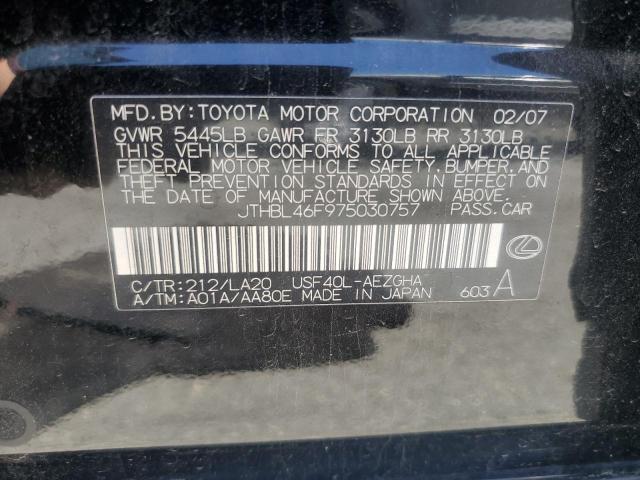 MFD. BY: TOYOTA MOTOR CORPORATION 02/07
GVWR 5445LB GAWR FR 3130LB RR 3130LB
THIS VEHICLE CONFORMS TO ALL APPLICABLE
FEDERAL MOTOR VEHICLE SAFETY, BUMPER, AND
THEFT PREVENTION STANDARDS IN EFFECT ON
THE DATE OF MANUFACTURE SHOWN ABOVE.
JTHBL46F975030757 PASS. CAR
C/TR: 212/LA20 USF40L-AEZGHA
A/TM: A01A/AA80E MADE IN JAPAN 603 A